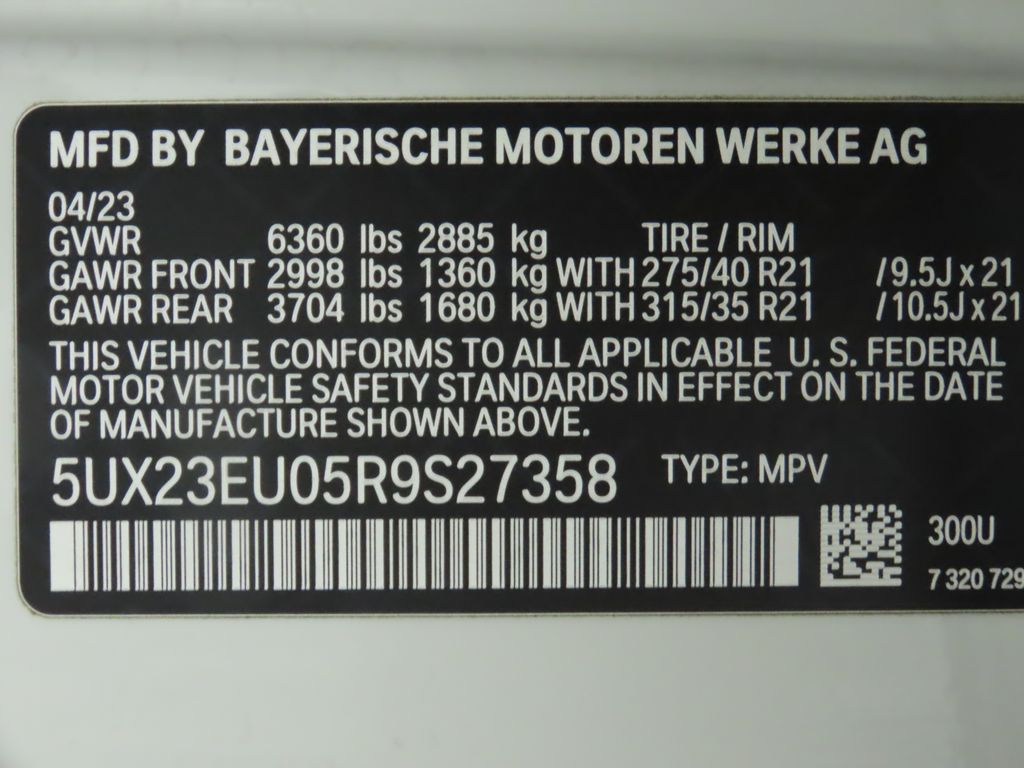 MFD BY BAYERISCHE MOTOREN WERKE AG
04/23
GVWR 6360 lbs 2885 kg TIRE / RIM
GAWR FRONT 2998 lbs 1360 kg WITH 275/40 R21 /9.5J x 21
GAWR REAR 3704 lbs 1680 kg WITH 315/35 R21 /10.5J x 21
THIS VEHICLE CONFORMS TO ALL APPLICABLE U. S. FEDERAL
MOTOR VEHICLE SAFETY STANDARDS IN EFFECT ON THE DATE
OF MANUFACTURE SHOWN ABOVE.
5UX23EU05R9S27358 TYPE: MPV
300U
7 320 729